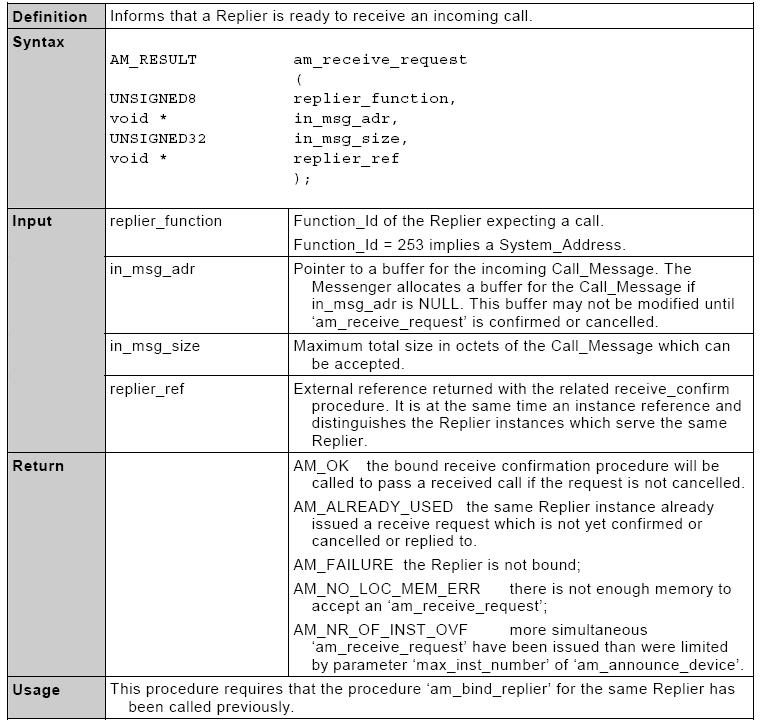 Definition Informs that a Replier is ready to receive an incoming call.
Syntax
AM_RESULT am_receive_request
(
UNSIGNED8 replier_function,
void * in_msg_adr,
UNSIGNED32 in_msg_size,
void * replier_ref
);
Input replier_function Function_Id of the Replier expecting a call.
Function_Id = 253 implies a System_Address.
in_msg_adr Pointer to a buffer for the incoming Call_Message. The
Messenger allocates a buffer for the Call_Message if
in_msg_adr is NULL. This buffer may not be modified until
‘am_receive_request’ is confirmed or cancelled.
in_msg_size Maximum total size in octets of the Call_Message which can
be accepted.
replier_ref External reference returned with the related receive_confirm
procedure. It is at the same time an instance reference and
distinguishes the Replier instances which serve the same
Replier.
Return AM_OK the bound receive confirmation procedure will be
called to pass a received call if the request is not cancelled.
AM_ALREADY_USED the same Replier instance already
issued a receive request which is not yet confirmed or
cancelled or replied to.
AM_FAILURE the Replier is not bound;
AM_NO_LOC_MEM_ERR there is not enough memory to
accept an ‘am_receive_request’;
AM_NR_OF_INST_OVF more simultaneous
‘am_receive_request’ have been issued than were limited
by parameter ‘max_inst_number’ of ‘am_announce_device’.
Usage This procedure requires that the procedure ‘am_bind_replier’ for the same Replier has
been called previously.